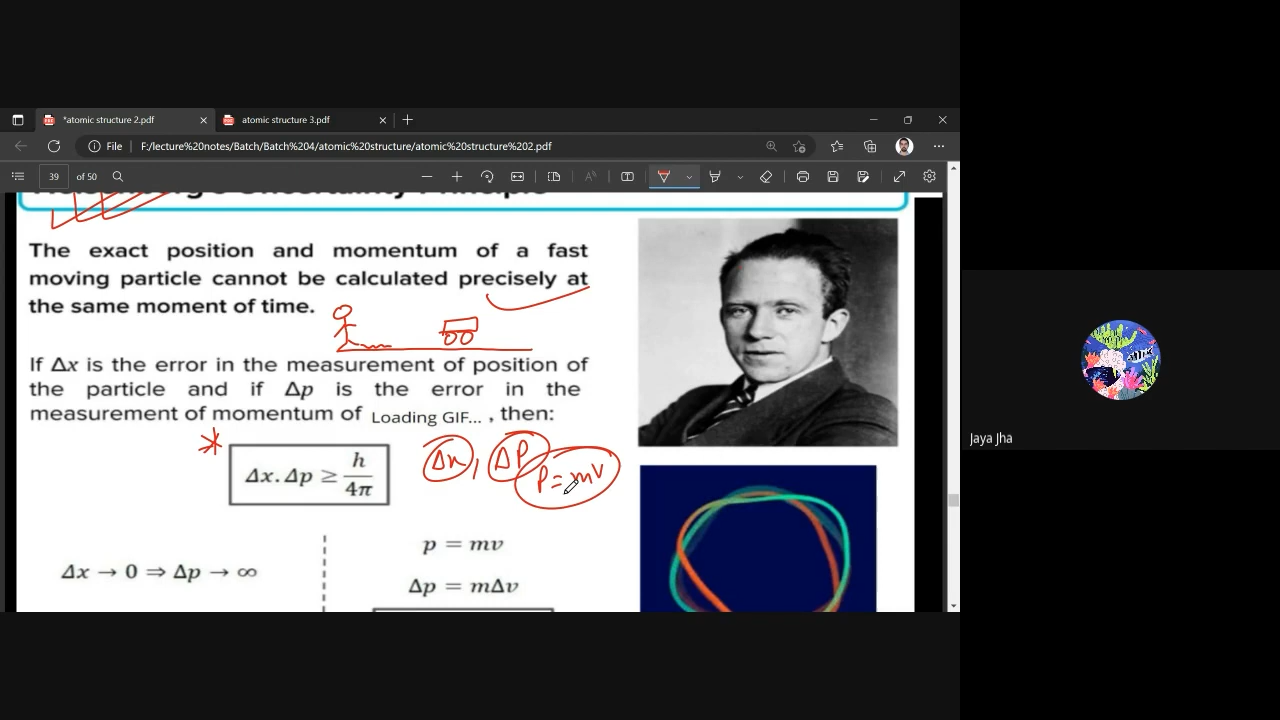 *atomic structure 2.pdf
atomic structure 3.pdf
File
F:/lecture%20notes/Batch/Batch%204/atomic%20structure/atomic%20structure%202.pdf
39 of 50
Uncertainty Principle
The exact position and momentum of a fast
moving particle cannot be calculated precisely at
the same moment of time.
If Δx is the error in the measurement of position of
the particle and if Δp is the error in the
measurement of momentum of Loading GIF... , then:
Δx. Δp ≥ h/4π
Δx, ΔP
P = mv
p = mv
Δx → 0 ⇒ Δp → ∞
Δp = mΔv
Jaya Jha